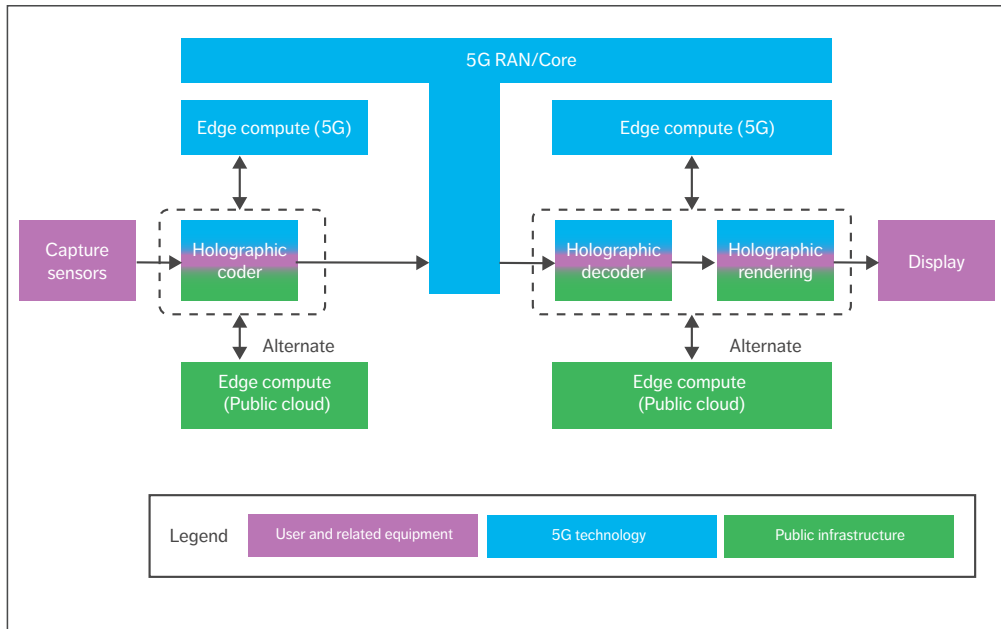 5G RAN/Core
Edge compute (5G)
Edge compute (5G)
Capture
sensors
Holographic
coder
Holographic
decoder
Holographic
rendering
Display
Alternate
Alternate
Edge compute
(Public cloud)
Edge compute
(Public cloud)
Legend
User and related equipment
5G technology
Public infrastructure